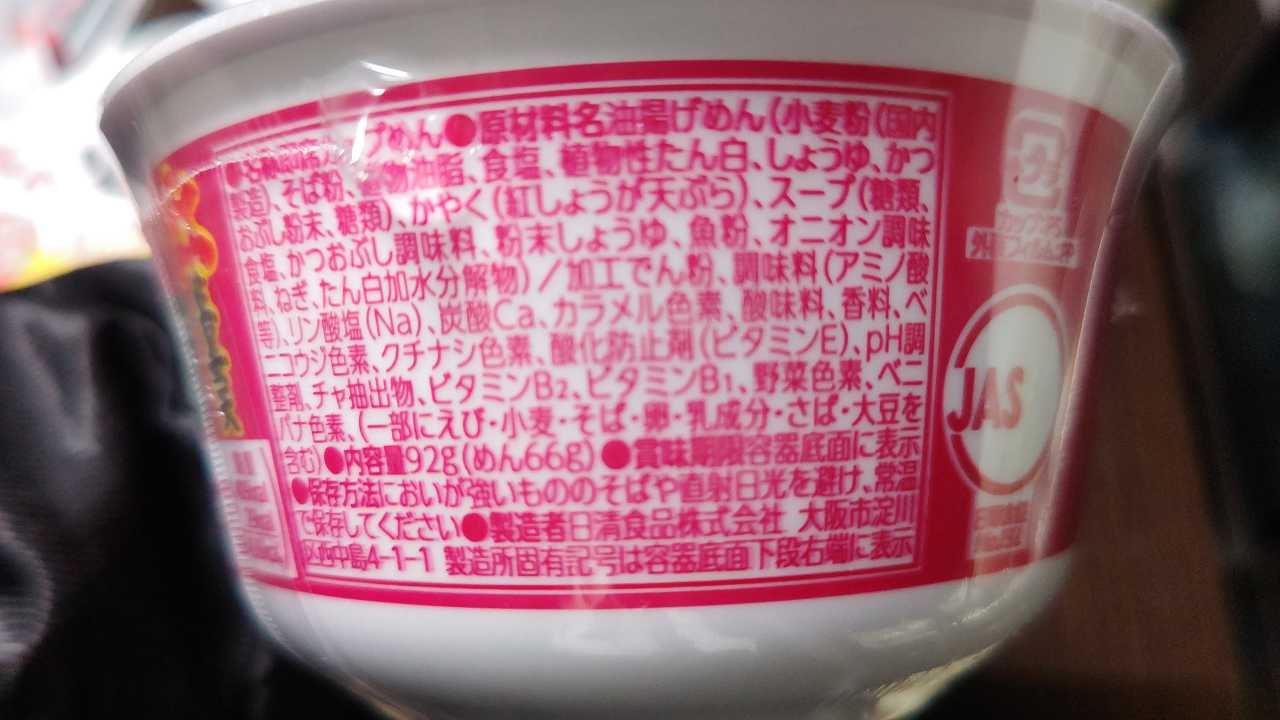 プめん●原材料名油揚げめん(小麦粉(国内
製造)、そば粉、植物油脂、食塩、植物性たん白、しょうゆ、かつ
おぶし粉末、糖類)、かやく(紅しょうが天ぷら)、スープ(糖類、
食塩、かつおぶし調味料、粉末しょうゆ、魚粉、オニオン調味
料、ねぎ、たん白加水分解物)/加工でん粉、調味料(アミノ酸
等)、リン酸塩(Na)、炭酸Ca、カラメル色素、酸味料、香料、ベ
ニコウジ色素、クチナシ色素、酸化防止剤(ビタミンE)、pH調
整剤、チャ抽出物、ビタミンB₂、ビタミンB₁、野菜色素、ベニ
バナ色素、(一部にえび・小麦・そば・卵・乳成分・さば・大豆を
含む)●内容量92g(めん66g)●賞味期限容器底面に表示
●保存方法においが強いもののそばや直射日光を避け、常温
で保存してください●製造者日清食品株式会社 大阪市淀川
区西中島4-1-1 製造所固有記号は容器底面下段右端に表示
プラ
JAS